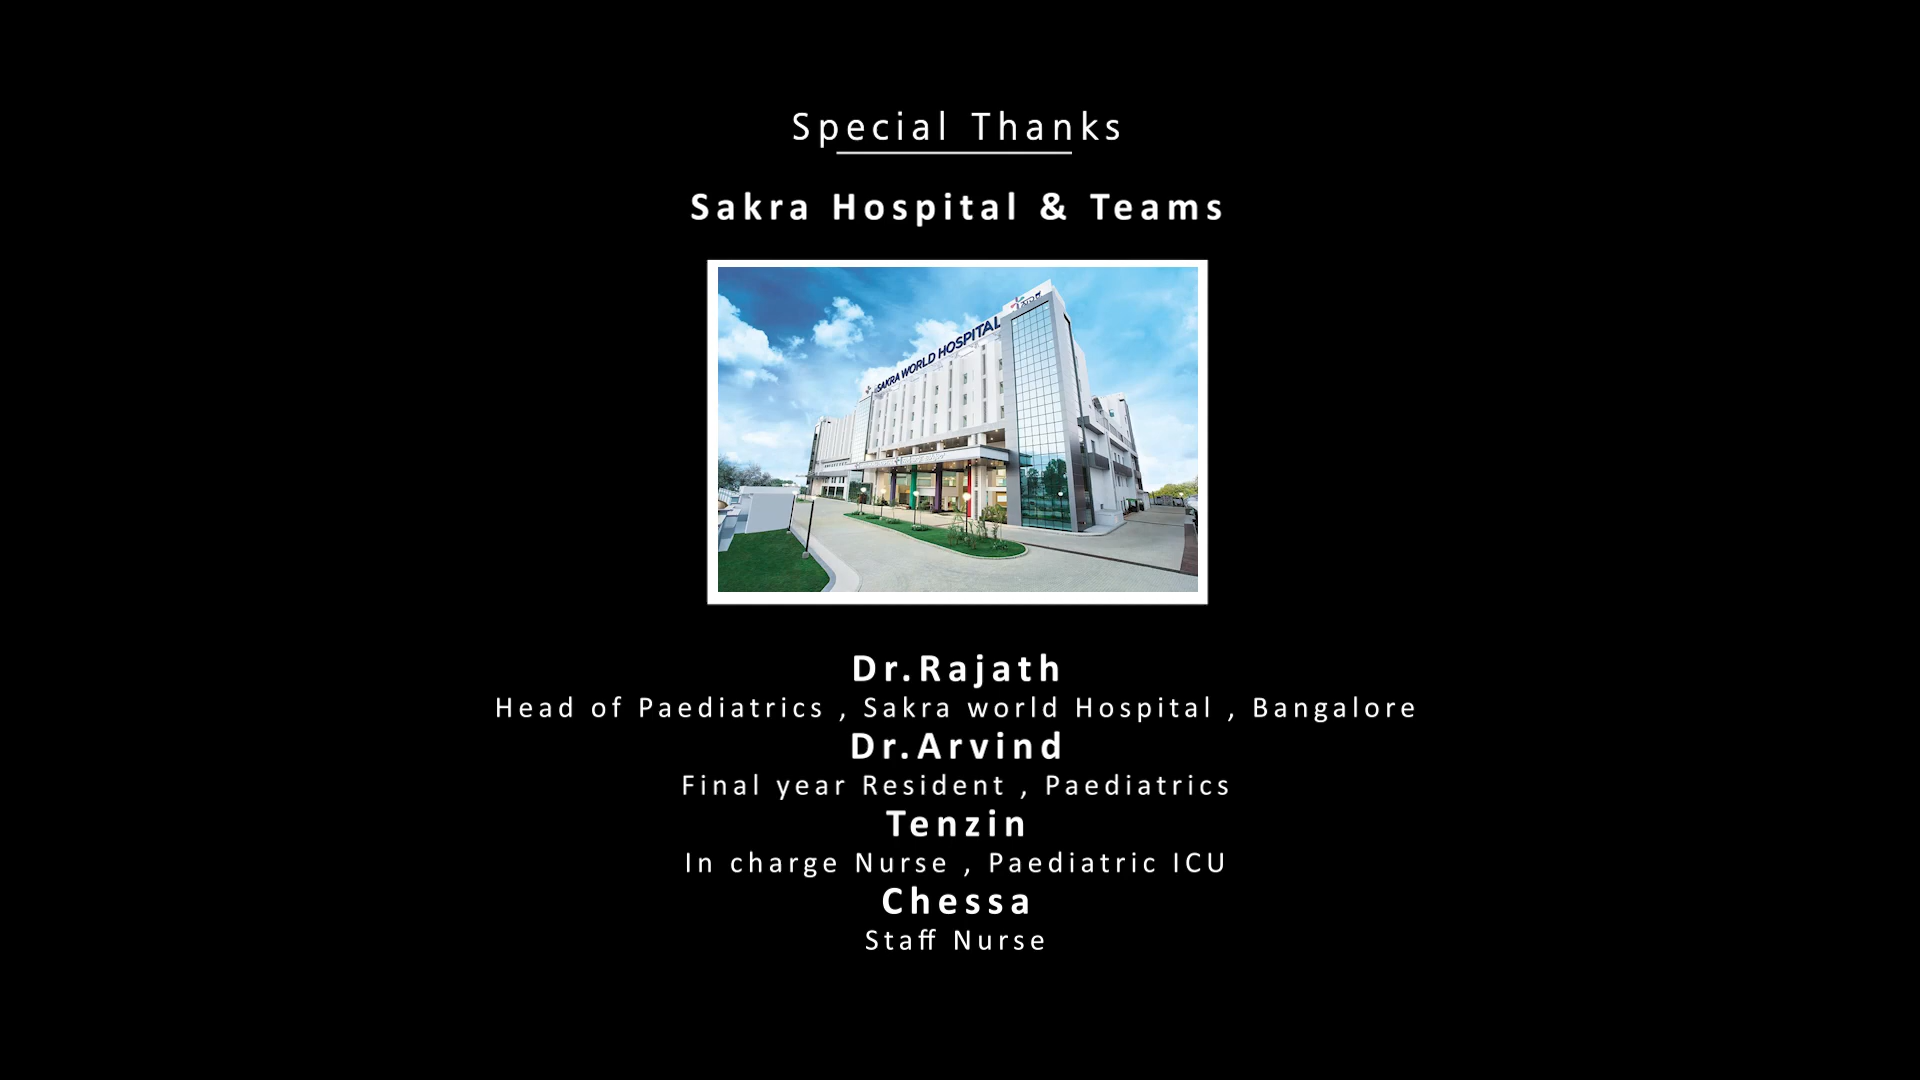 Special Thanks
Sakra Hospital & Teams
SAKRA WORLD HOSPITAL
Dr.Rajath
Head of Paediatrics , Sakra world Hospital , Bangalore
Dr.Arvind
Final year Resident , Paediatrics
Tenzin
In charge Nurse , Paediatric ICU
Chessa
Staff Nurse